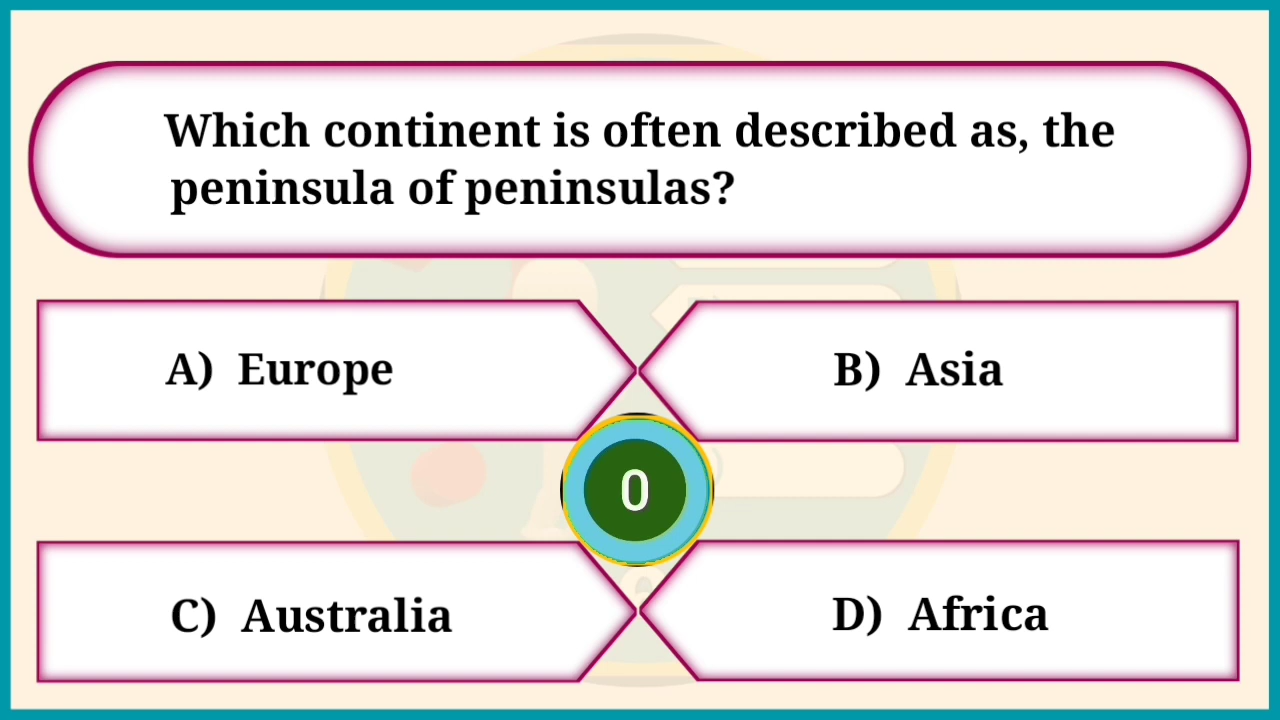 Which continent is often described as, the
peninsula of peninsulas?
A) Europe
B) Asia
0
C) Australia
D) Africa